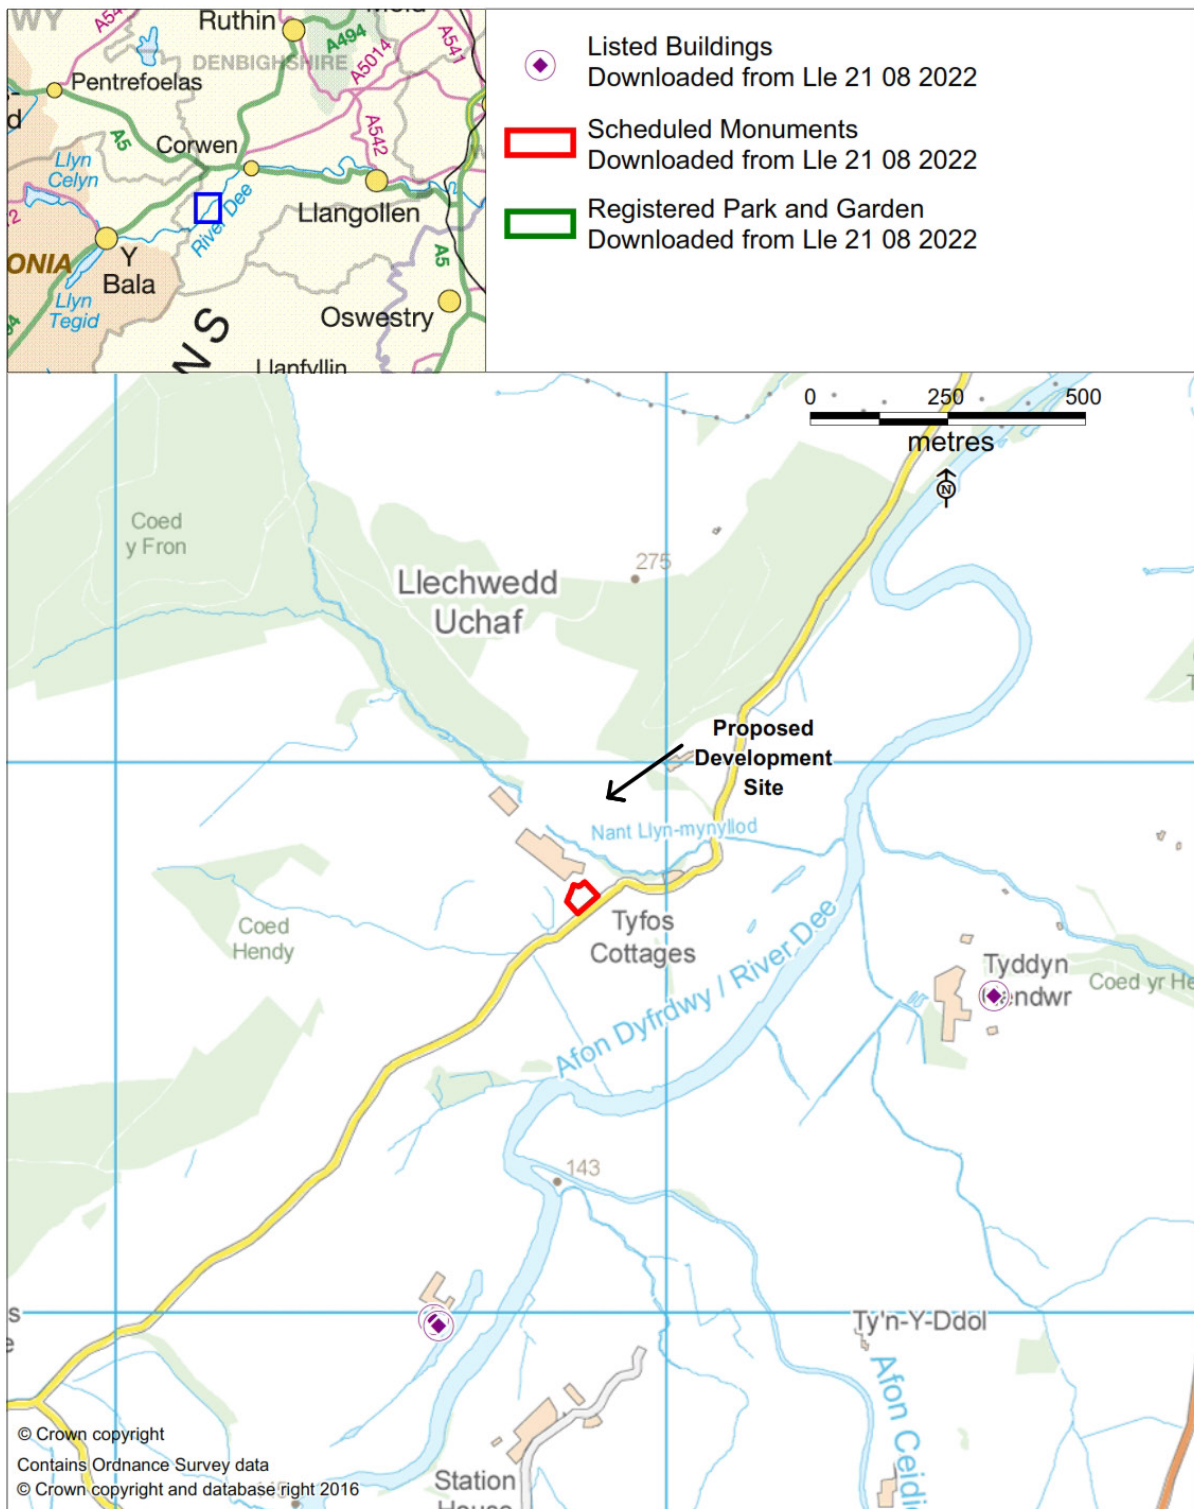 WY
Ruthin
A494
A5014
A541
DENBIGHSHIRE
Pentrefoelas
A5
Corwen
A542
Llyn
Celyn
River Dee
Llangollen
ONIA
Y
Bala
A5
Llyn
Tegid
Oswestry
W S
Llanfyllin
Listed Buildings
Downloaded from Lle 21 08 2022
Scheduled Monuments
Downloaded from Lle 21 08 2022
Registered Park and Garden
Downloaded from Lle 21 08 2022
0 250 500
metres
N
Coed
y Fron
275
Llechwedd
Uchaf
Proposed
Development
Site
Nant Llyn-mynyllod
Coed
Hendy
Tyfos
Cottages
Afon Dyfrdwy / River Dee
Tyddyn
ndwr
Coed yr He
143
Ty'n-Y-Ddol
Afon Ceidi
Station
House
© Crown copyright
Contains Ordnance Survey data
© Crown copyright and database right 2016